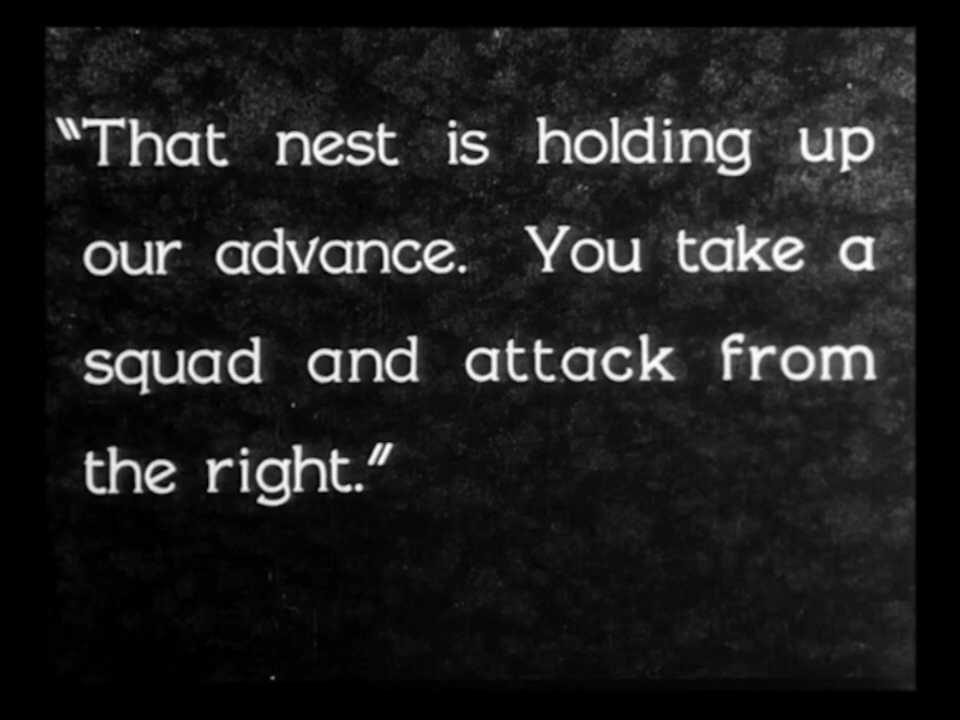 “That nest is holding up
our advance. You take a
squad and attack from
the right.”